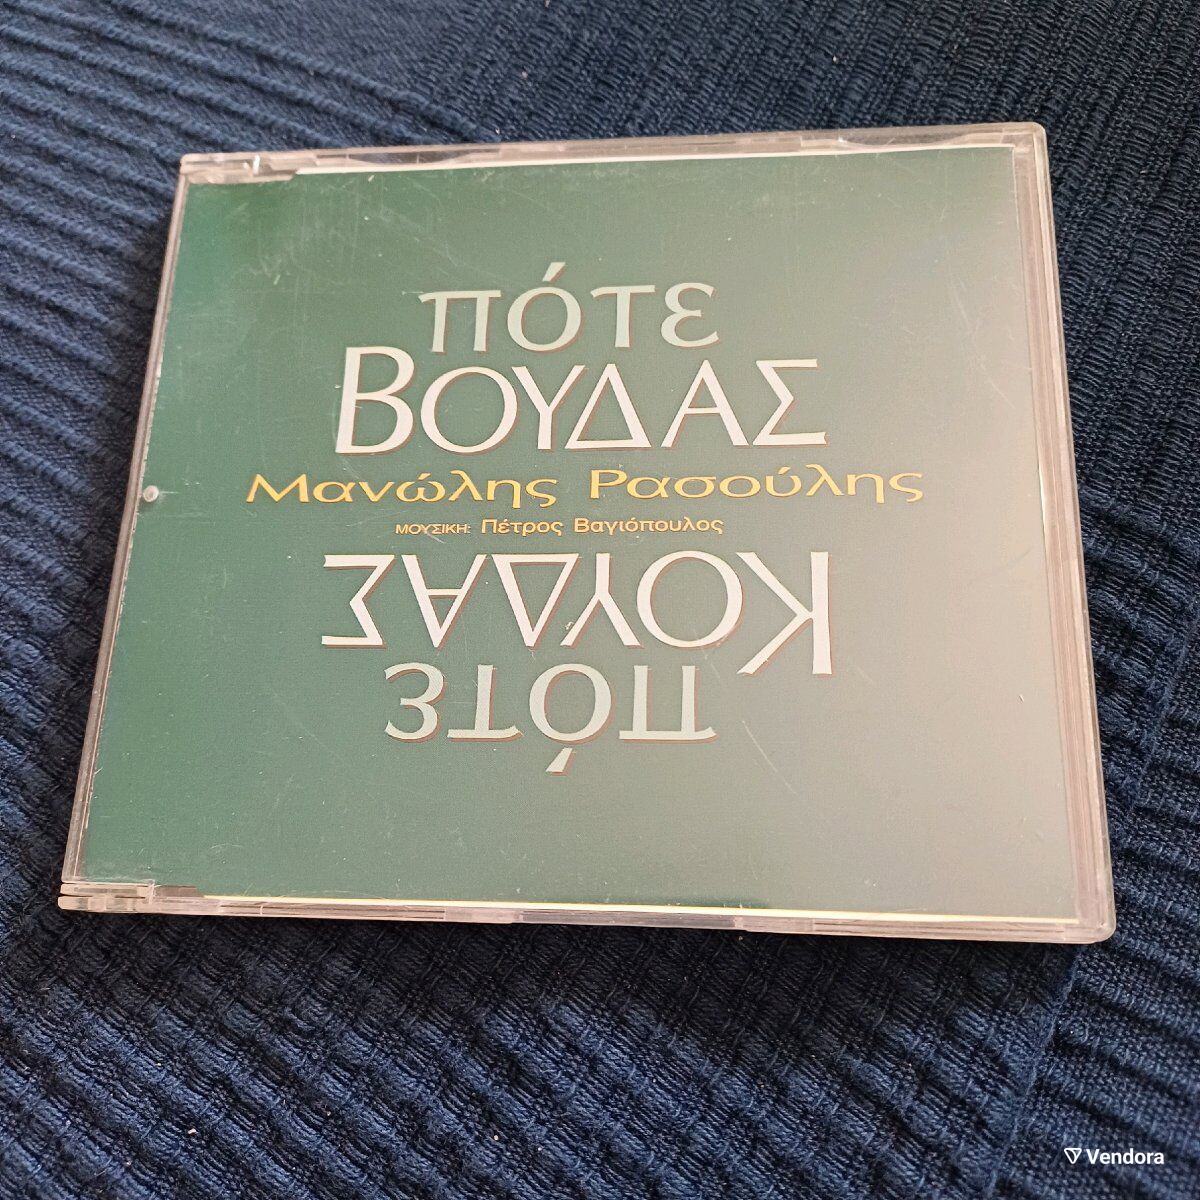 πότε
ΒΟΥΔΑΣ
Μανώλης Ρασούλης
ΜΟΥΣΙΚΗ: Πέτρος Βαγιόπουλος
ΚΟΥΔΑΣ
πότε
Vendora